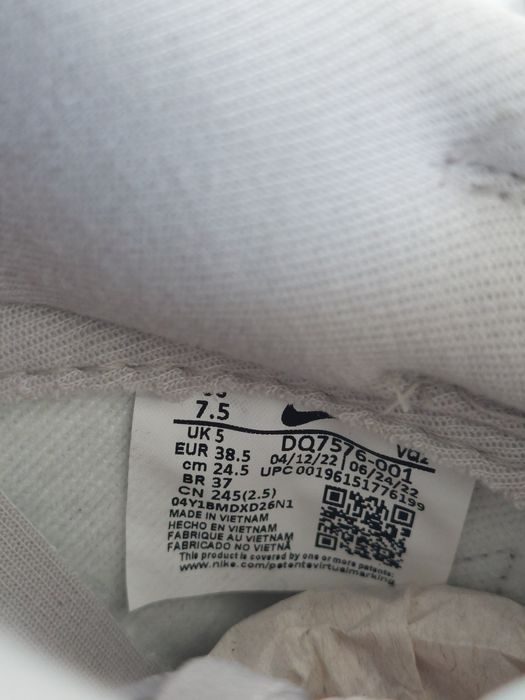 7.5
UK 5
EUR 38.5
cm 24.5
BR 37
CN 245(2.5)
04Y1BMDXD26N1
MADE IN VIETNAM
HECHO EN VIETNAM
FABRIQUE AU VIETNAM
FABRICADO NO VIETNÃ
DQ7576-001
04/12/22 | 06/24/22
UPC 00196151776199
This product is covered by one or more patents:
www.nike.com/patentsvirtualmarking